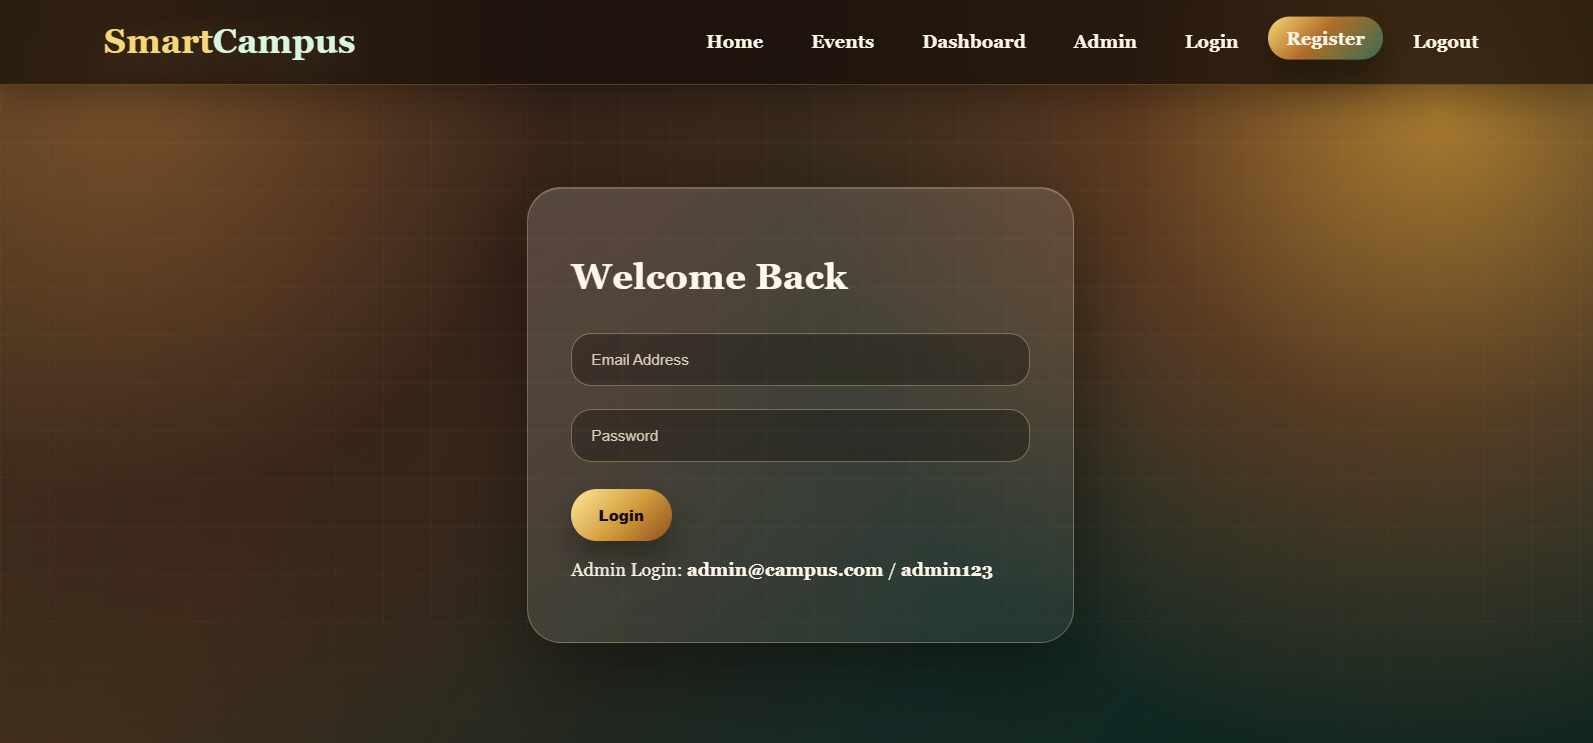 SmartCampus
Home Events Dashboard Admin Login Register Logout
Welcome Back
Email Address
Password
Login
Admin Login: admin@campus.com / admin123